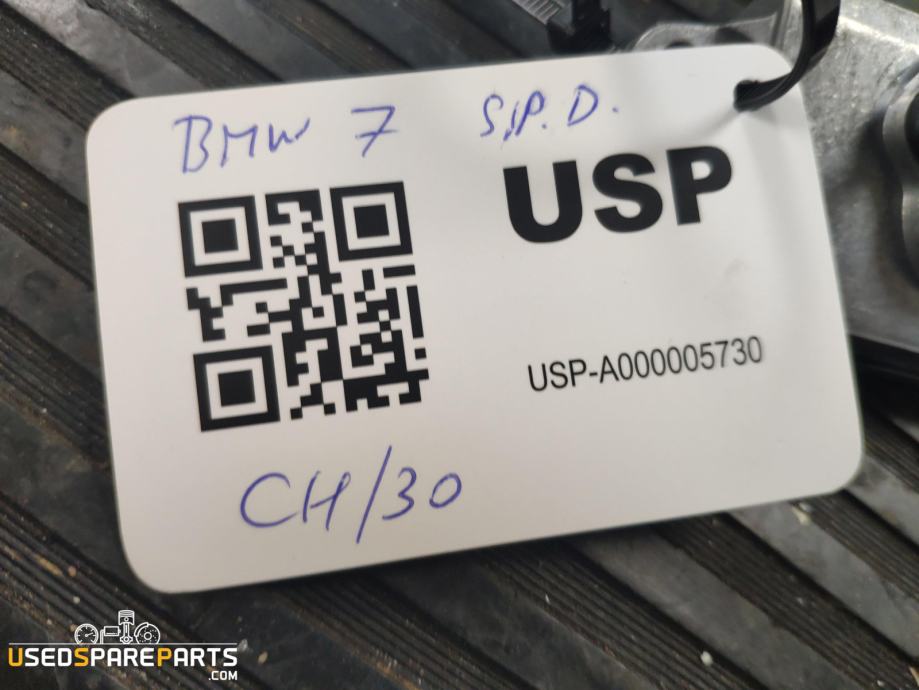 BMW 7 S.P.D.
USP
USP-A000005730
CH/30
USEDSPAREPARTS
.COM